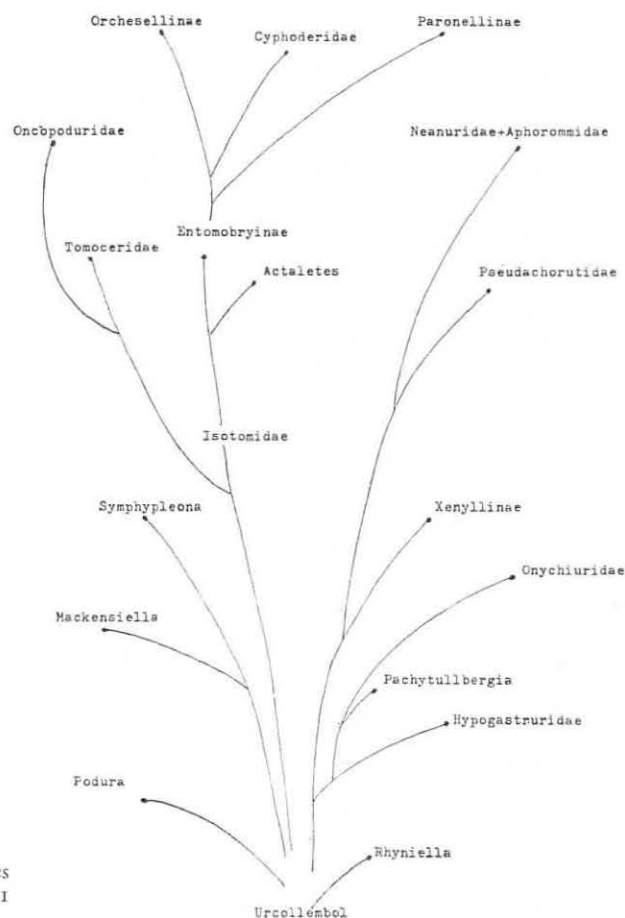 Orchesellinae
Cyphoderidae
Paronellinae
Oncbpoduridae
Neanuridae+Aphorommidae
Entomobryinae
Tomoceridae
Actaletes
Pseudachorutidae
Isotomidae
Symphypleona
Xenyllinae
Onychiuridae
Mackensiella
Pachytullbergia
Hypogastruridae
Podura
Rhyniella
Urcollembol